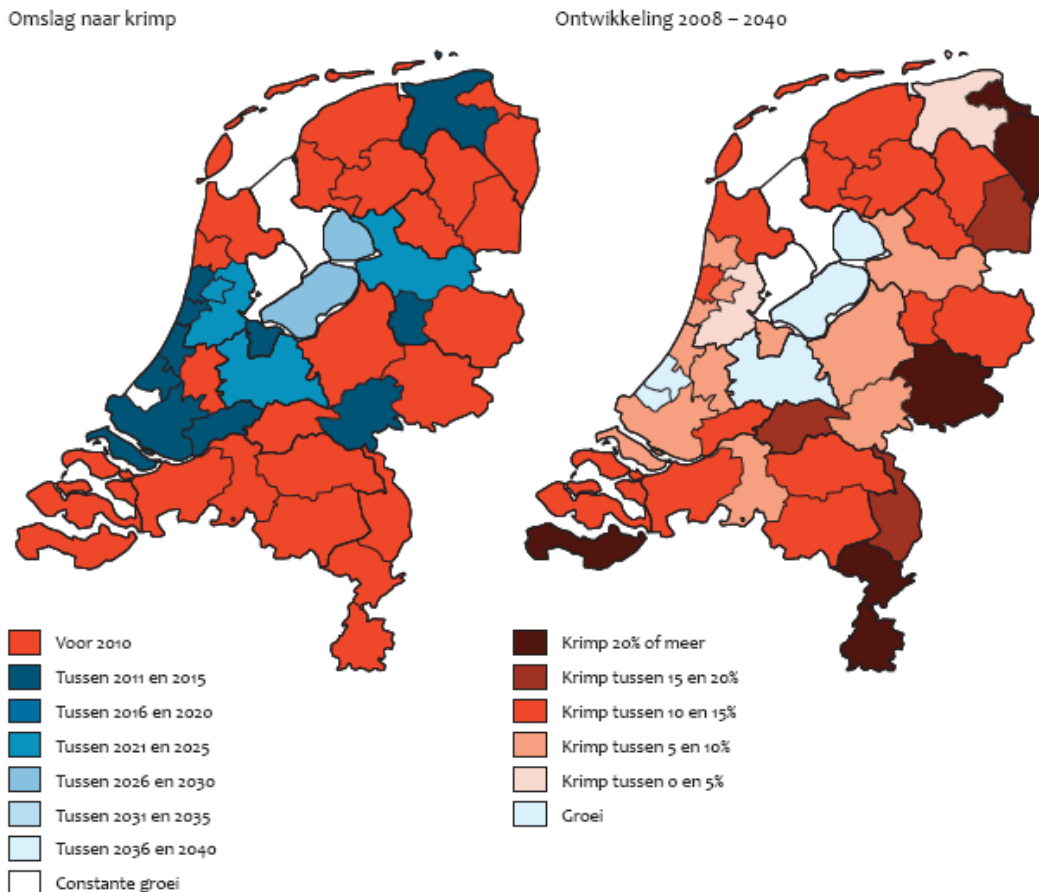 Omslag naar krimp
Ontwikkeling 2008 – 2040
Voor 2010
Tussen 2011 en 2015
Tussen 2016 en 2020
Tussen 2021 en 2025
Tussen 2026 en 2030
Tussen 2031 en 2035
Tussen 2036 en 2040
Constante groei
Krimp 20% of meer
Krimp tussen 15 en 20%
Krimp tussen 10 en 15%
Krimp tussen 5 en 10%
Krimp tussen 0 en 5%
Groei